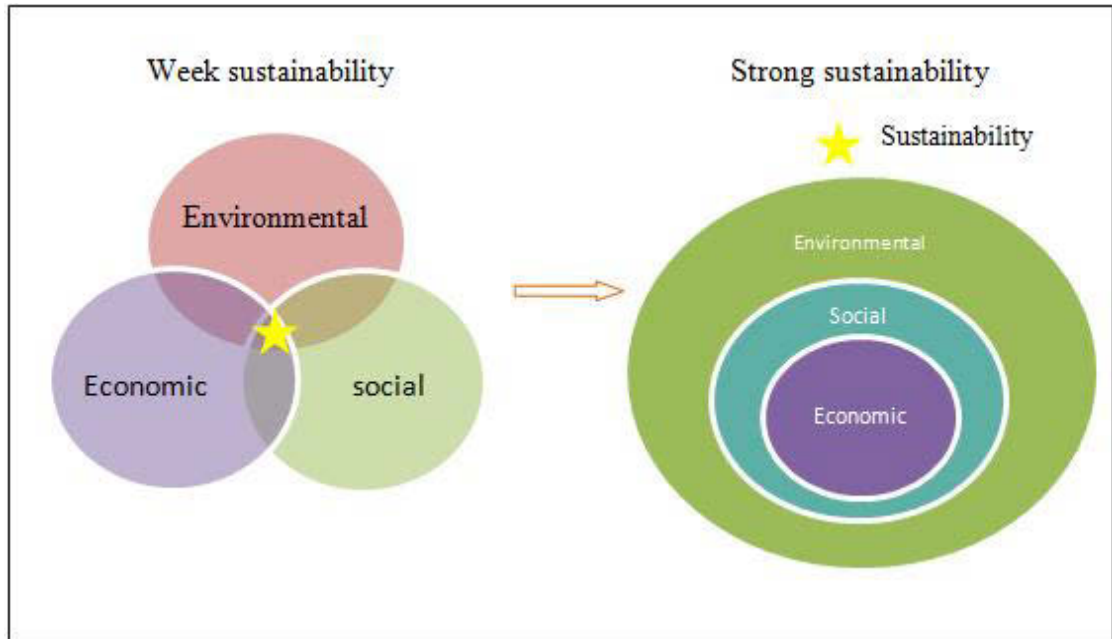 Week sustainability
Environmental
Economic
social
Strong sustainability
Sustainability
Environmental
Social
Economic